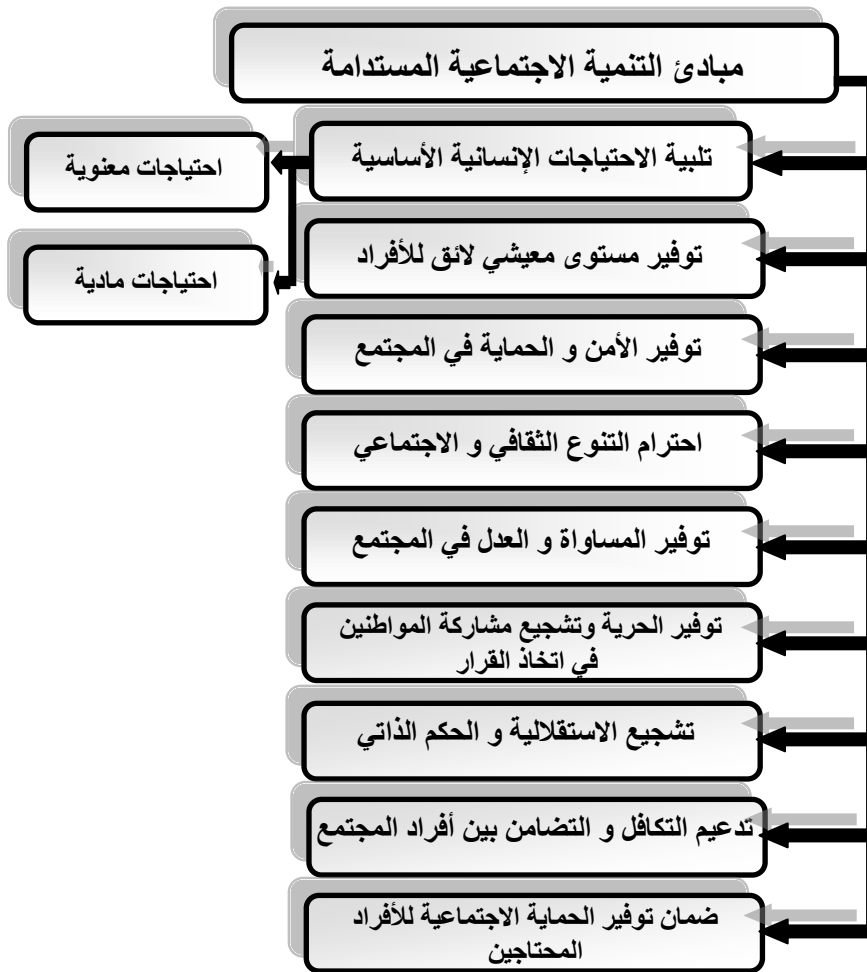 مبادئ التنمية الاجتماعية المستدامة
تلبية الاحتياجات الإنسانية الأساسية
احتياجات معنوية
احتياجات مادية
توفير مستوى معيشي لائق للأفراد
توفير الأمن و الحماية في المجتمع
احترام التنوع الثقافي و الاجتماعي
توفير المساواة و العدل في المجتمع
توفير الحرية وتشجيع مشاركة المواطنين
في اتخاذ القرار
تشجيع الاستقلالية و الحكم الذاتي
تدعيم التكافل و التضامن بين أفراد المجتمع
ضمان توفير الحماية الاجتماعية للأفراد
المحتاجين